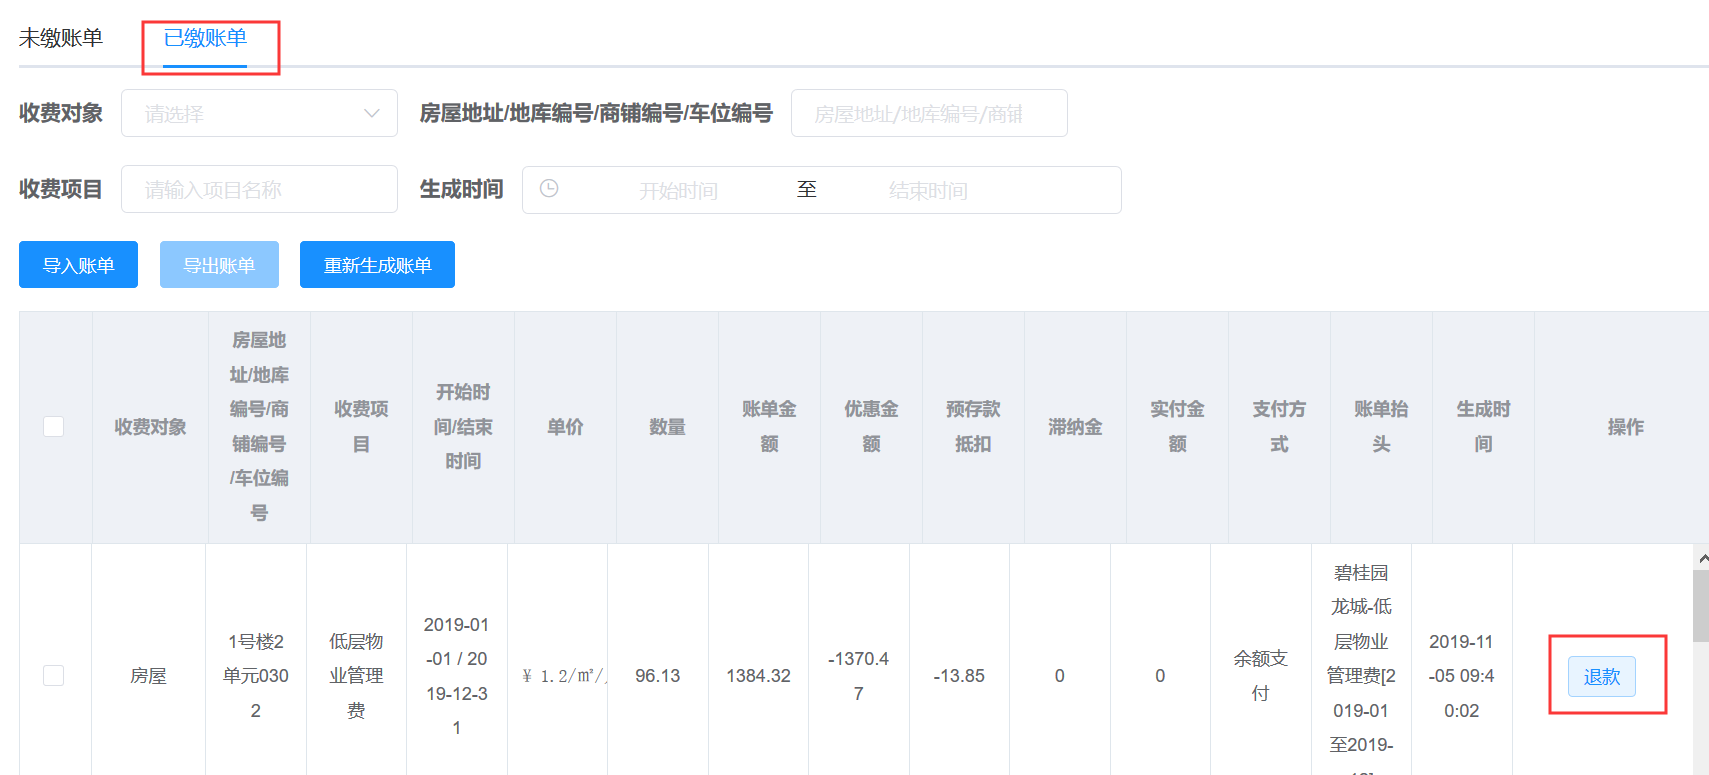 未缴账单 已缴账单
收费对象 请选择 房屋地址/地库编号/商铺编号/车位编号 房屋地址/地库编号/商铺
收费项目 请输入项目名称 生成时间 开始时间 至 结束时间
导入账单 导出账单 重新生成账单
收费对象
房屋地
址/地库
编号/商
铺编号
/车位编
号
收费项
目
开始时
间/结束
时间
单价
数量
账单金
额
优惠金
额
预存款
抵扣
滞纳金
实付金
额
支付方
式
账单抬
头
生成时
间
操作
房屋
1号楼2
单元030
2
低层物
业管理
费
2019-01
-01 / 20
19-12-3
1
¥ 1.2/㎡/
96.13
1384.32
-1370.4
7
-13.85
0
0
余额支
付
碧桂园
龙城-低
层物业
管理费[2
019-01
至2019-
2019-11
-05 09:4
0:02
退款